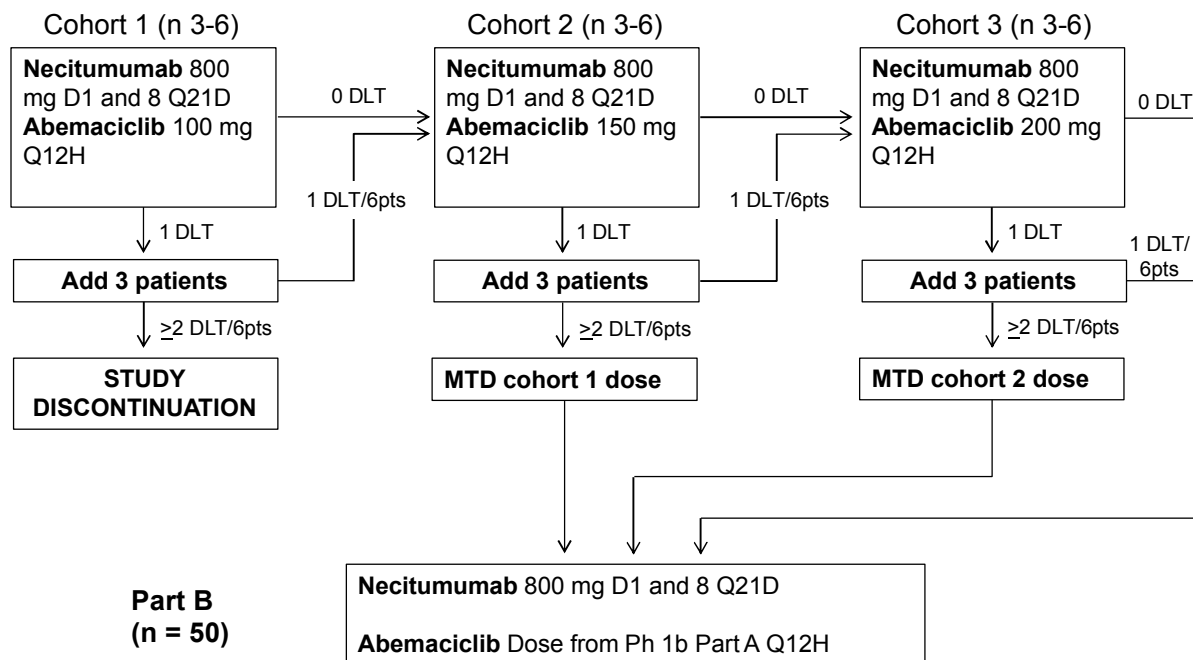 Cohort 1 (n 3-6)
Necitumumab 800
mg D1 and 8 Q21D
Abemaciclib 100 mg
Q12H
0 DLT
1 DLT/6pts
1 DLT
Add 3 patients
≥2 DLT/6pts
STUDY
DISCONTINUATION
Cohort 2 (n 3-6)
Necitumumab 800
mg D1 and 8 Q21D
Abemaciclib 150 mg
Q12H
0 DLT
1 DLT/6pts
1 DLT
Add 3 patients
≥2 DLT/6pts
MTD cohort 1 dose
Cohort 3 (n 3-6)
Necitumumab 800
mg D1 and 8 Q21D
Abemaciclib 200 mg
Q12H
0 DLT
1 DLT
1 DLT/
6pts
Add 3 patients
≥2 DLT/6pts
MTD cohort 2 dose
Part B
(n = 50)
Necitumumab 800 mg D1 and 8 Q21D
Abemaciclib Dose from Ph 1b Part A Q12H